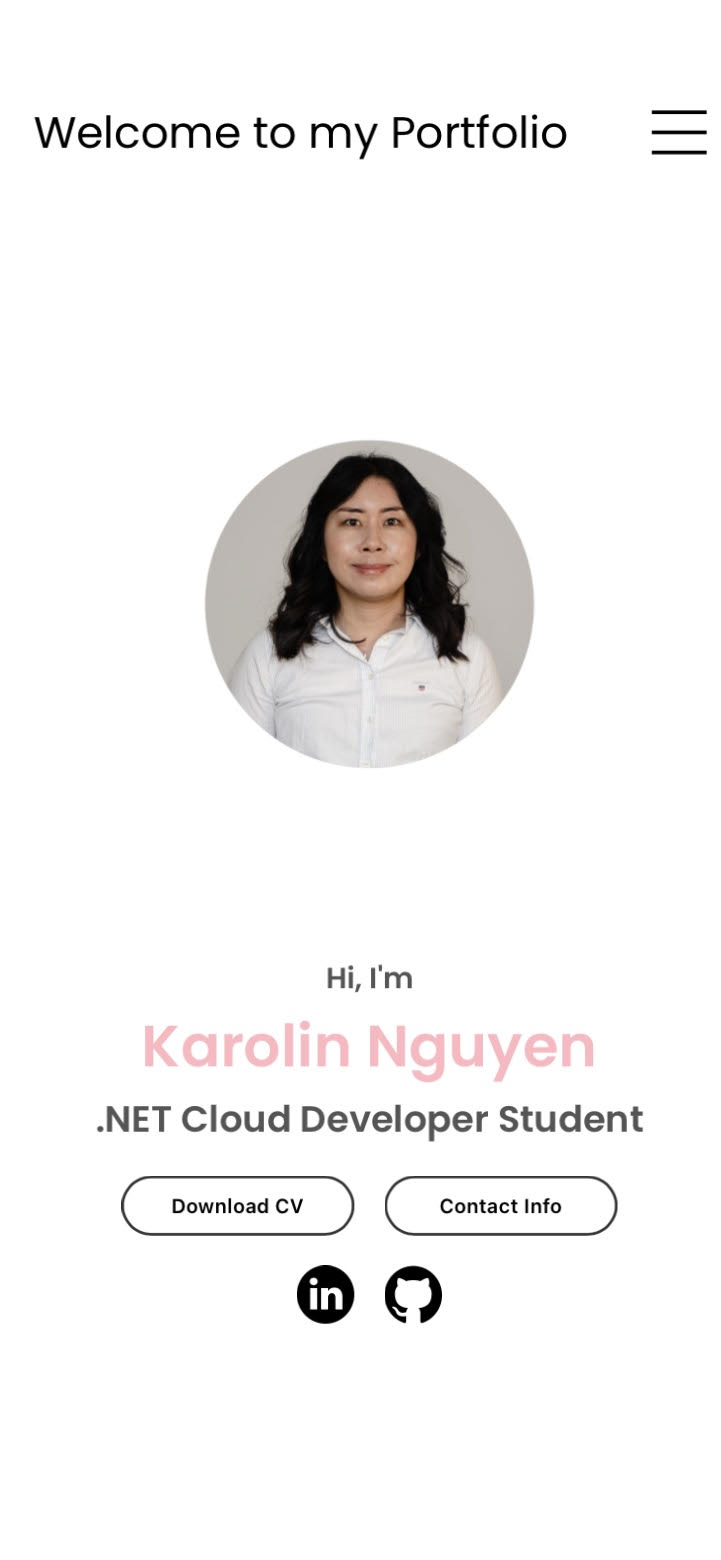 Welcome to my Portfolio
Hi, I'm
Karolin Nguyen
.NET Cloud Developer Student
Download CV
Contact Info
in